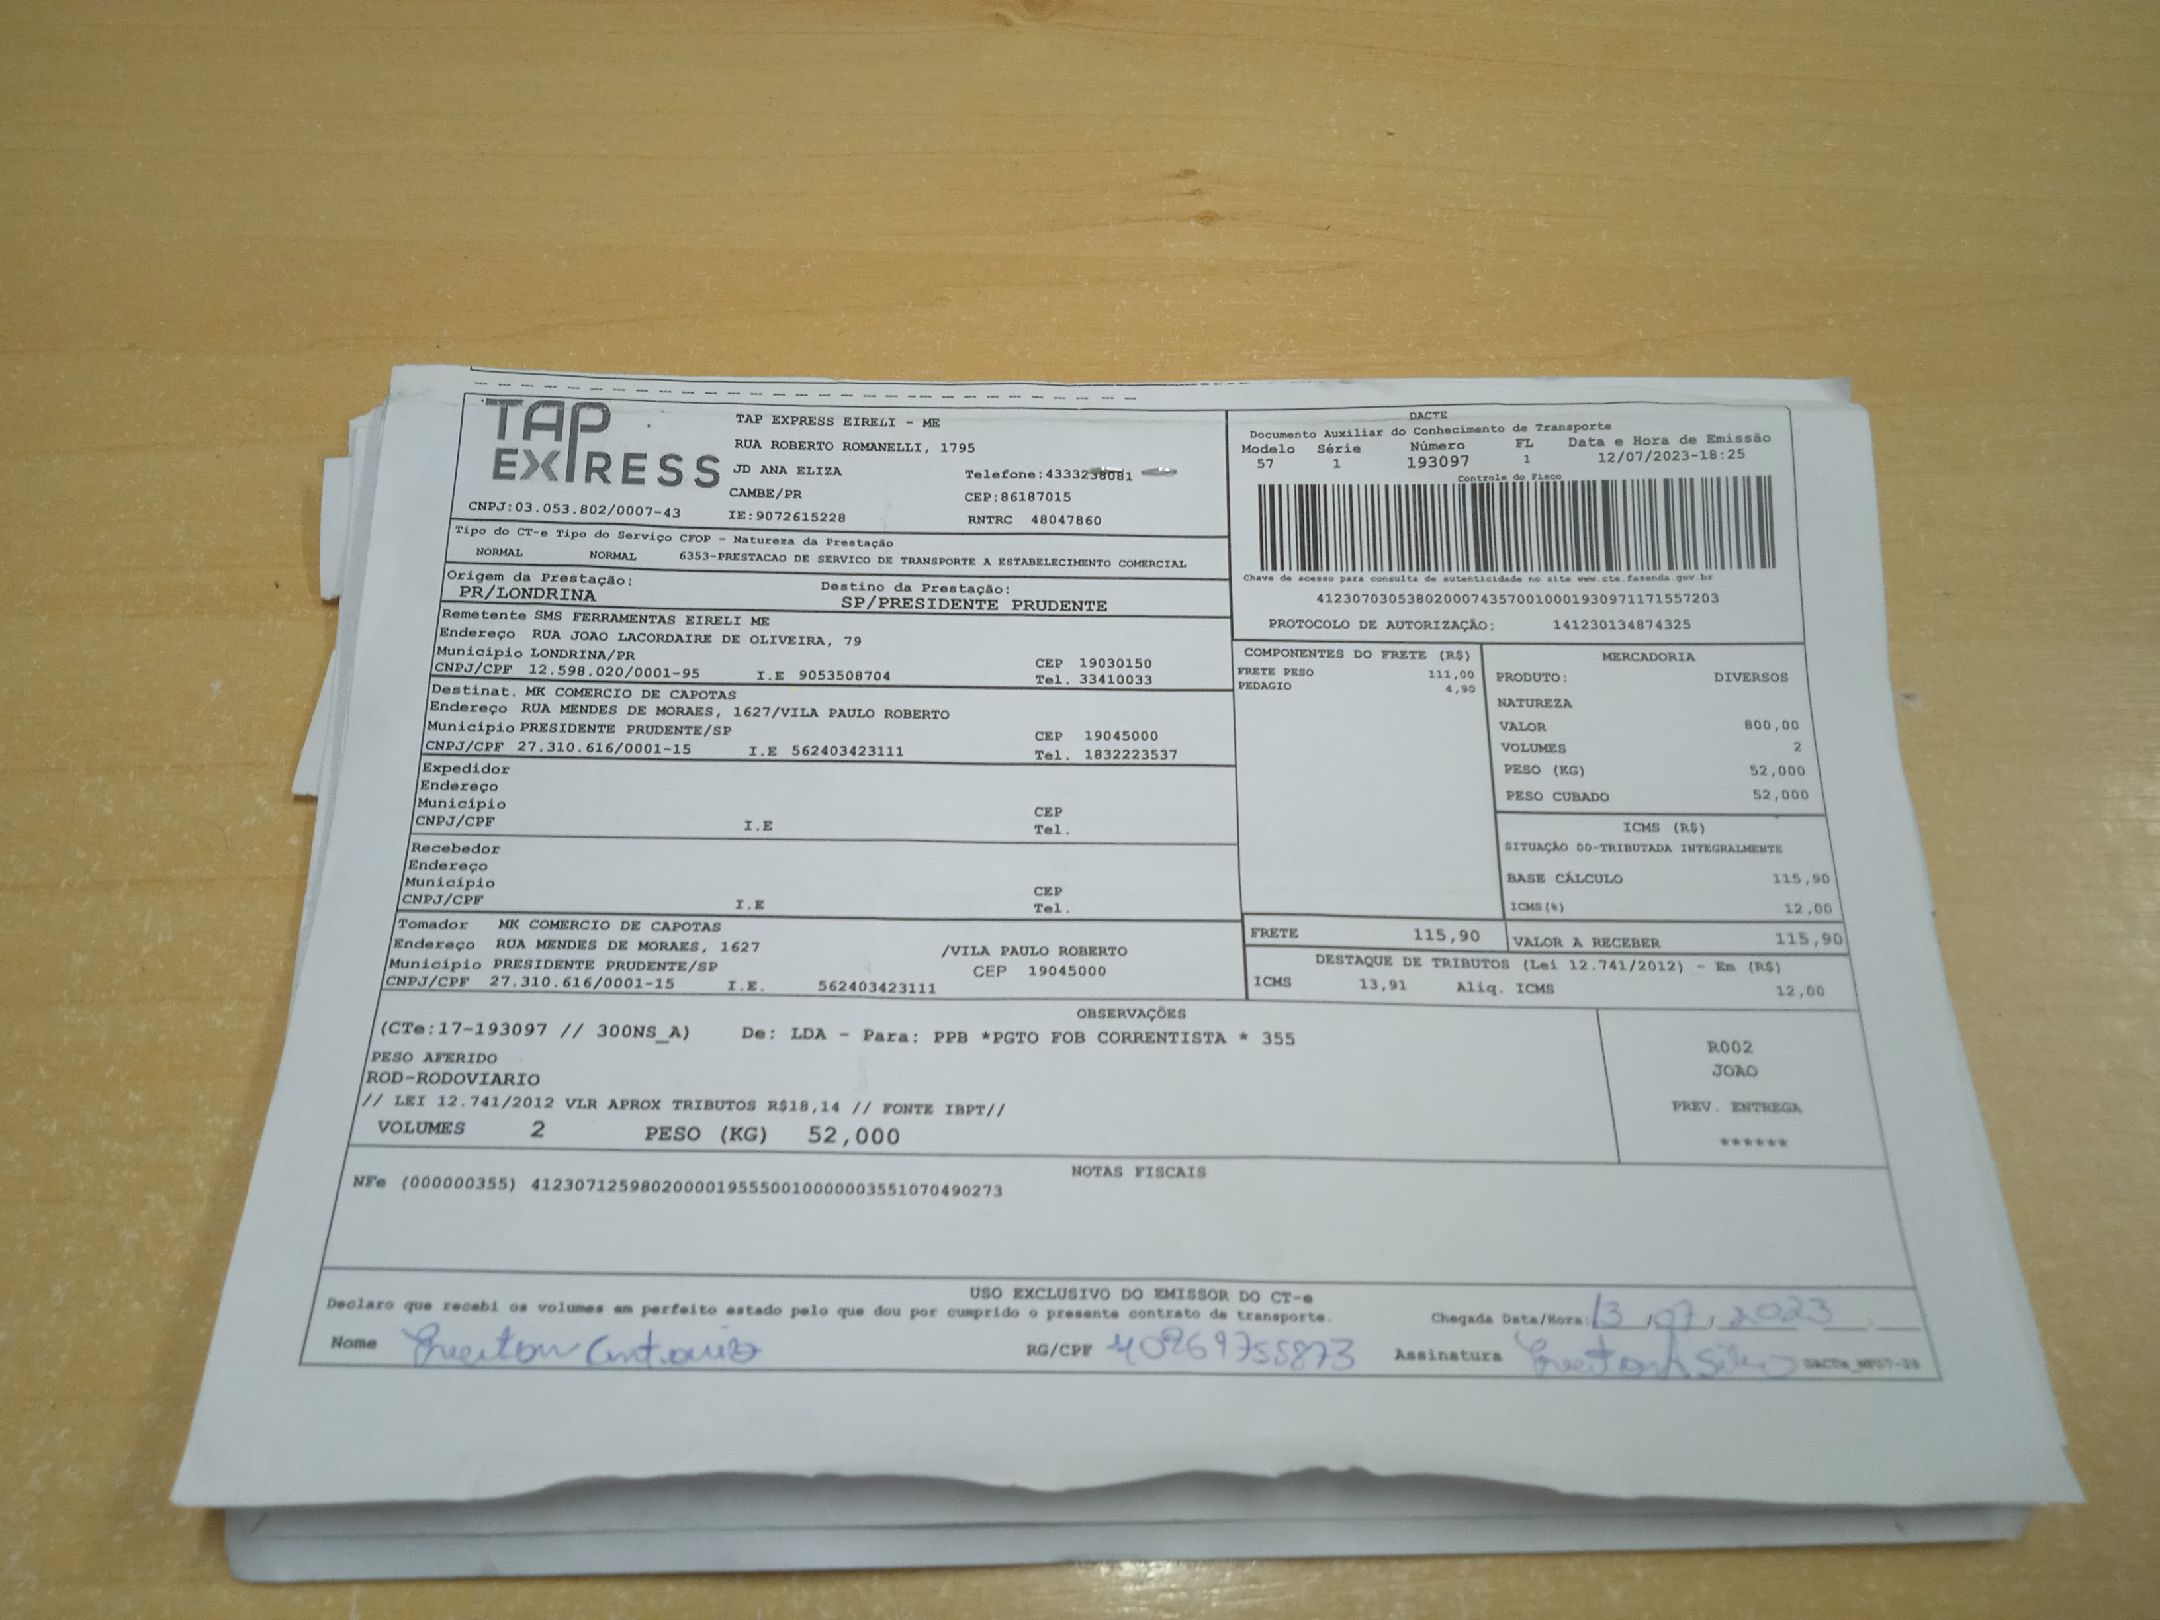 TAP EXPRESS
TAP EXPRESS EIRELI - ME
RUA ROBERTO ROMANELLI, 1795
JD ANA ELIZA
Telefone:4333238081
CAMBE/PR
CEP:86187015
CNPJ:03.053.802/0007-43
IE:9072615228
RNTRC 48047860
Tipo do CT-e Tipo do Serviço CFOP - Natureza da Prestação
NORMAL NORMAL 6353-PRESTACAO DE SERVICO DE TRANSPORTE A ESTABELECIMENTO COMERCIAL
Origem da Prestação: Destino da Prestação:
PR/LONDRINA SP/PRESIDENTE PRUDENTE
DACTE
Documento Auxiliar do Conhecimento de Transporte
Modelo Série Número FL Data e Hora de Emissão
57 1 193097 1 12/07/2023-18:25
Controle do Fisco
Chave de acesso para consulta de autenticidade no site www.cte.fazenda.gov.br
41230703053802000743570010001930971171557203
PROTOCOLO DE AUTORIZAÇÃO: 141230134874325
Remetente SMS FERRAMENTAS EIRELI ME
Endereço RUA JOAO LACORDAIRE DE OLIVEIRA, 79
Município LONDRINA/PR CEP 19030150
CNPJ/CPF 12.598.020/0001-95 I.E 9053508704 Tel. 33410033
Destinat. MK COMERCIO DE CAPOTAS
Endereço RUA MENDES DE MORAES, 1627/VILA PAULO ROBERTO
Município PRESIDENTE PRUDENTE/SP CEP 19045000
CNPJ/CPF 27.310.616/0001-15 I.E 562403423111 Tel. 1832223537
Expedidor
Endereço
Município CEP
CNPJ/CPF I.E Tel.
Recebedor
Endereço
Município CEP
CNPJ/CPF I.E Tel.
Tomador MK COMERCIO DE CAPOTAS
Endereço RUA MENDES DE MORAES, 1627 /VILA PAULO ROBERTO
Município PRESIDENTE PRUDENTE/SP CEP 19045000
CNPJ/CPF 27.310.616/0001-15 I.E. 562403423111
COMPONENTES DO FRETE (R$)
FRETE PESO 111,00
PEDAGIO 4,90
MERCADORIA
PRODUTO: DIVERSOS
NATUREZA
VALOR 800,00
VOLUMES 2
PESO (KG) 52,000
PESO CUBADO 52,000
ICMS (R$)
SITUAÇÃO 00-TRIBUTADA INTEGRALMENTE
BASE CÁLCULO 115,90
ICMS(%) 12,00
FRETE 115,90 VALOR A RECEBER 115,90
DESTAQUE DE TRIBUTOS (Lei 12.741/2012) - Em (R$)
ICMS 13,91 Aliq. ICMS 12,00
OBSERVAÇÕES
(CTe:17-193097 // 300NS_A) De: LDA - Para: PPB *PGTO FOB CORRENTISTA * 355
PESO AFERIDO
ROD-RODOVIARIO
// LEI 12.741/2012 VLR APROX TRIBUTOS R$18,14 // FONTE IBPT//
VOLUMES 2 PESO (KG) 52,000
R002
JOAO
PREV. ENTREGA
******
NOTAS FISCAIS
NFe (000000355) 41230712598020000195550010000003551070490273
USO EXCLUSIVO DO EMISSOR DO CT-e
Declaro que recebi os volumes em perfeito estado pelo que dou por cumprido o presente contrato de transporte.
Chegada Data/Hora: 13/07/2023
Nome
RG/CPF 40969755873
Assinatura